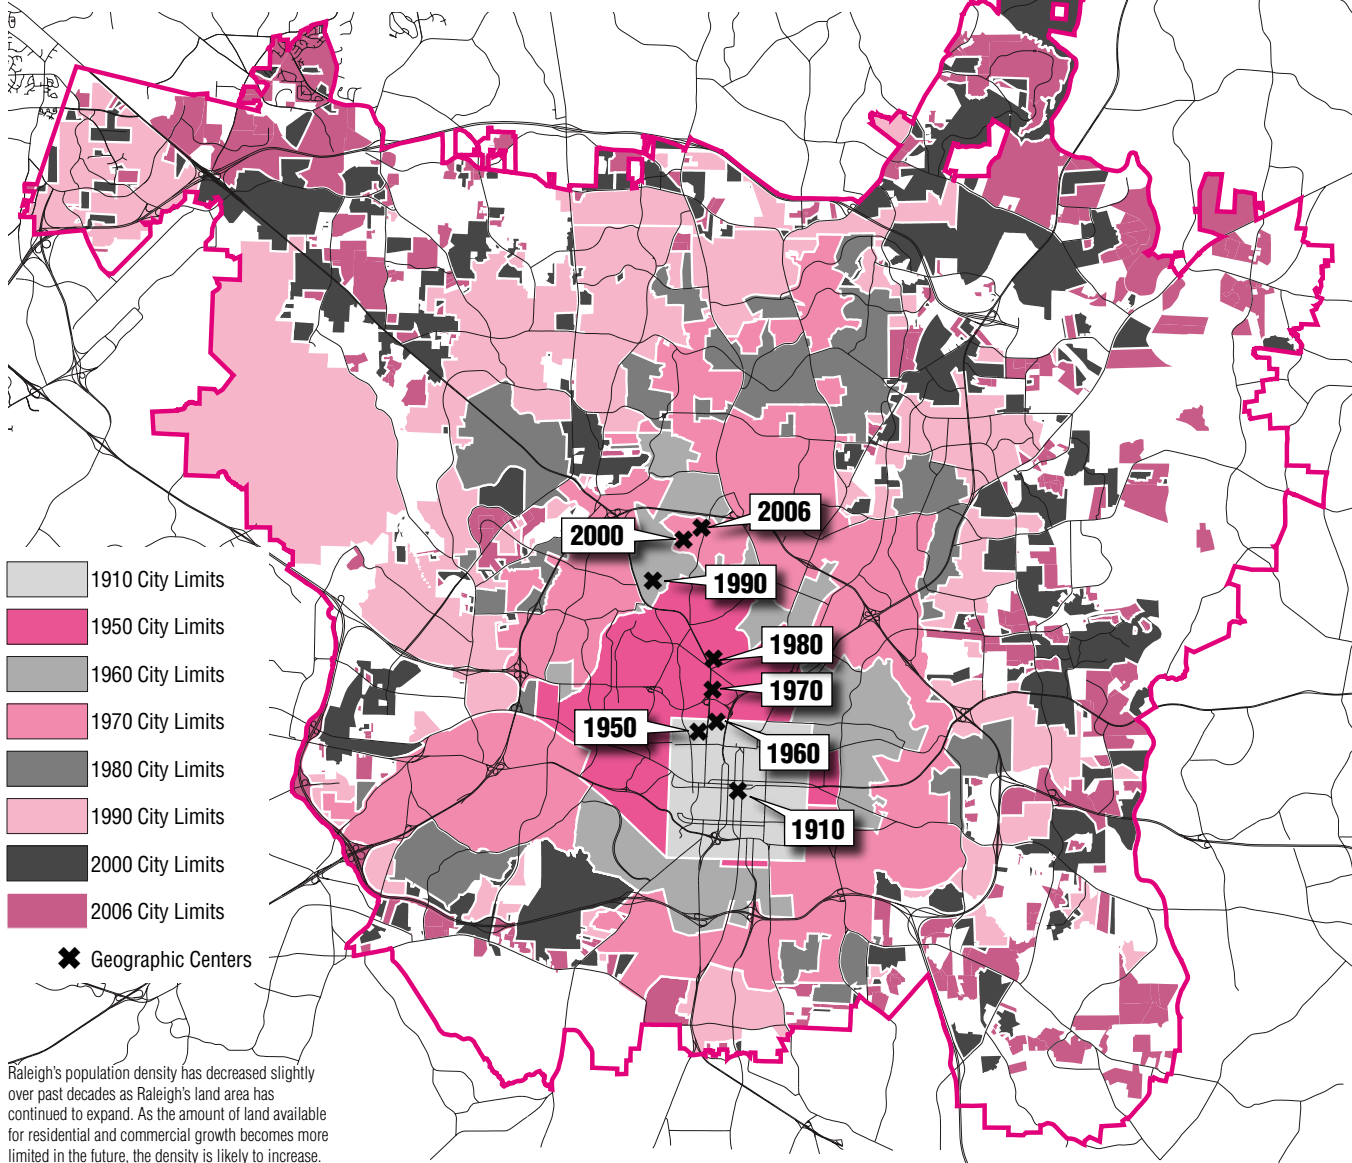 2006
2000
1990
1980
1970
1950
1960
1910
1910 City Limits
1950 City Limits
1960 City Limits
1970 City Limits
1980 City Limits
1990 City Limits
2000 City Limits
2006 City Limits
Geographic Centers
Raleigh's population density has decreased slightly
over past decades as Raleigh's land area has
continued to expand. As the amount of land available
for residential and commercial growth becomes more
limited in the future, the density is likely to increase.